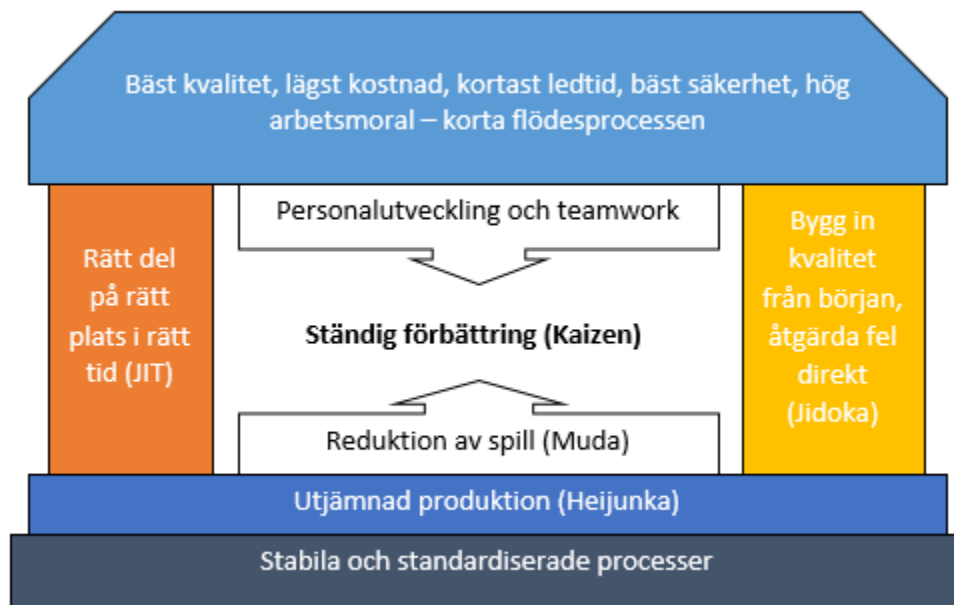 Bäst kvalitet, lägst kostnad, kortast ledtid, bäst säkerhet, hög
arbetsmoral – korta flödesprocessen
Rätt del
på rätt
plats i rätt
tid (JIT)
Personalutveckling och teamwork
Ständig förbättring (Kaizen)
Reduktion av spill (Muda)
Bygg in
kvalitet
från början,
åtgärda fel
direkt
(Jidoka)
Utjämnad produktion (Heijunka)
Stabila och standardiserade processer